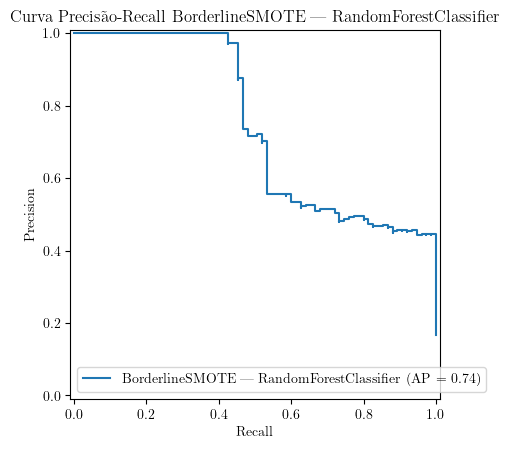 Curva Precisão-Recall BorderlineSMOTE — RandomForestClassifier
1.0
0.8
0.6
0.4
0.2
0.0
Precision
BorderlineSMOTE — RandomForestClassifier (AP = 0.74)
0.0 0.2 0.4 0.6 0.8 1.0
Recall